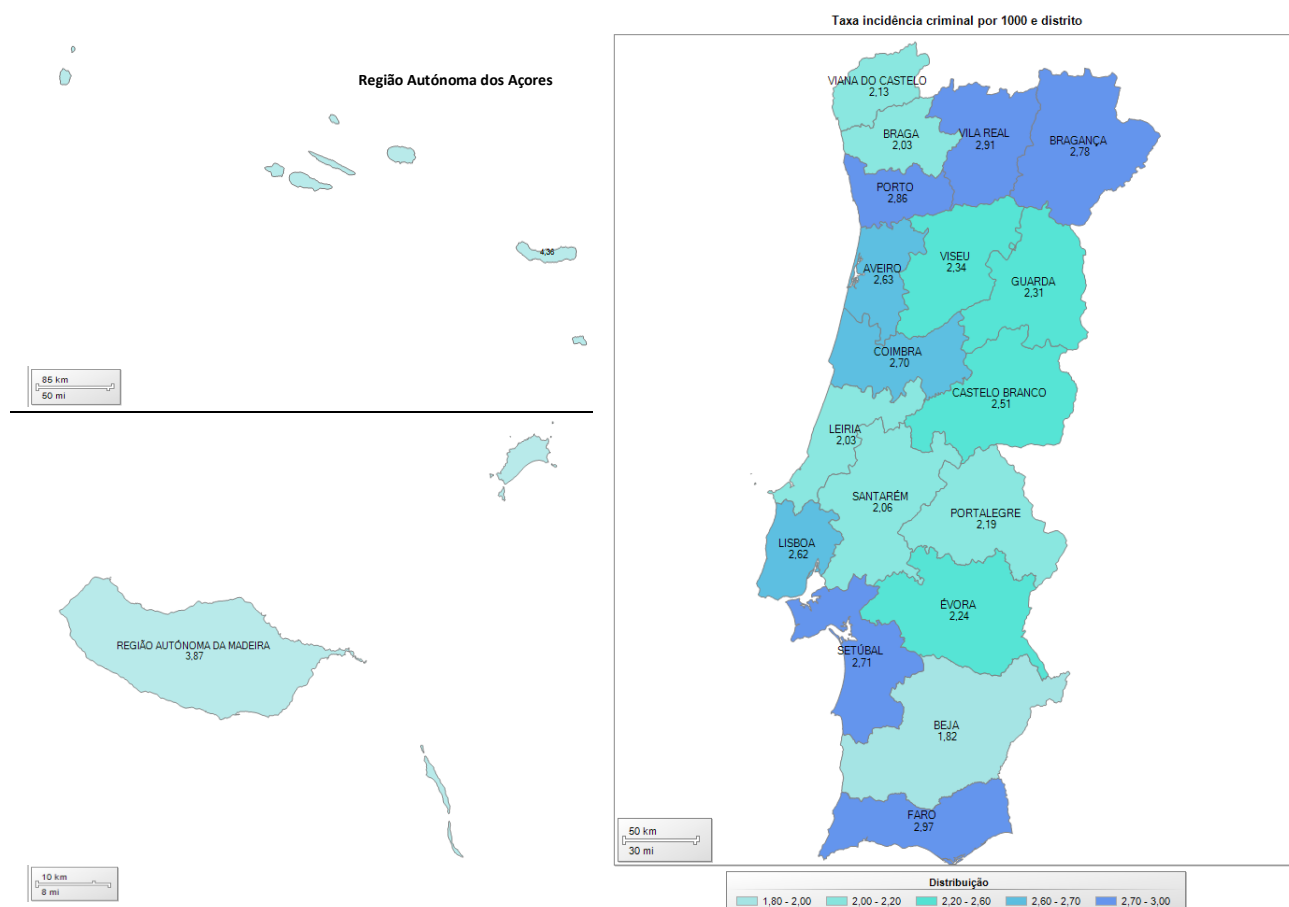 Taxa incidência criminal por 1000 e distrito
Região Autónoma dos Açores
4,36
85 km
50 mi
REGIÃO AUTÓNOMA DA MADEIRA
3,87
10 km
8 mi
VIANA DO CASTELO
2,13
BRAGA
2,03
VILA REAL
2,91
BRAGANÇA
2,78
PORTO
2,86
AVEIRO
2,63
VISEU
2,34
GUARDA
2,31
COIMBRA
2,70
CASTELO BRANCO
2,51
LEIRIA
2,03
SANTARÉM
2,06
PORTALEGRE
2,19
LISBOA
2,62
ÉVORA
2,24
SETÚBAL
2,71
BEJA
1,82
FARO
2,97
50 km
30 mi
Distribuição
1,80 - 2,00 2,00 - 2,20 2,20 - 2,60 2,60 - 2,70 2,70 - 3,00